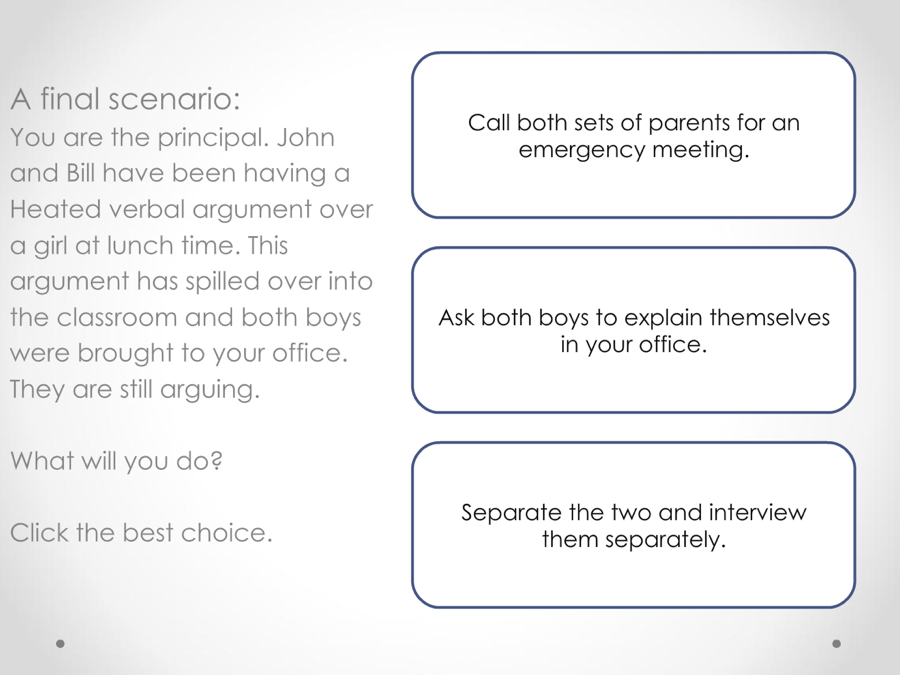 A final scenario:
You are the principal. John
and Bill have been having a
Heated verbal argument over
a girl at lunch time. This
argument has spilled over into
the classroom and both boys
were brought to your office.
They are still arguing.
What will you do?
Click the best choice.
Call both sets of parents for an
emergency meeting.
Ask both boys to explain themselves
in your office.
Separate the two and interview
them separately.